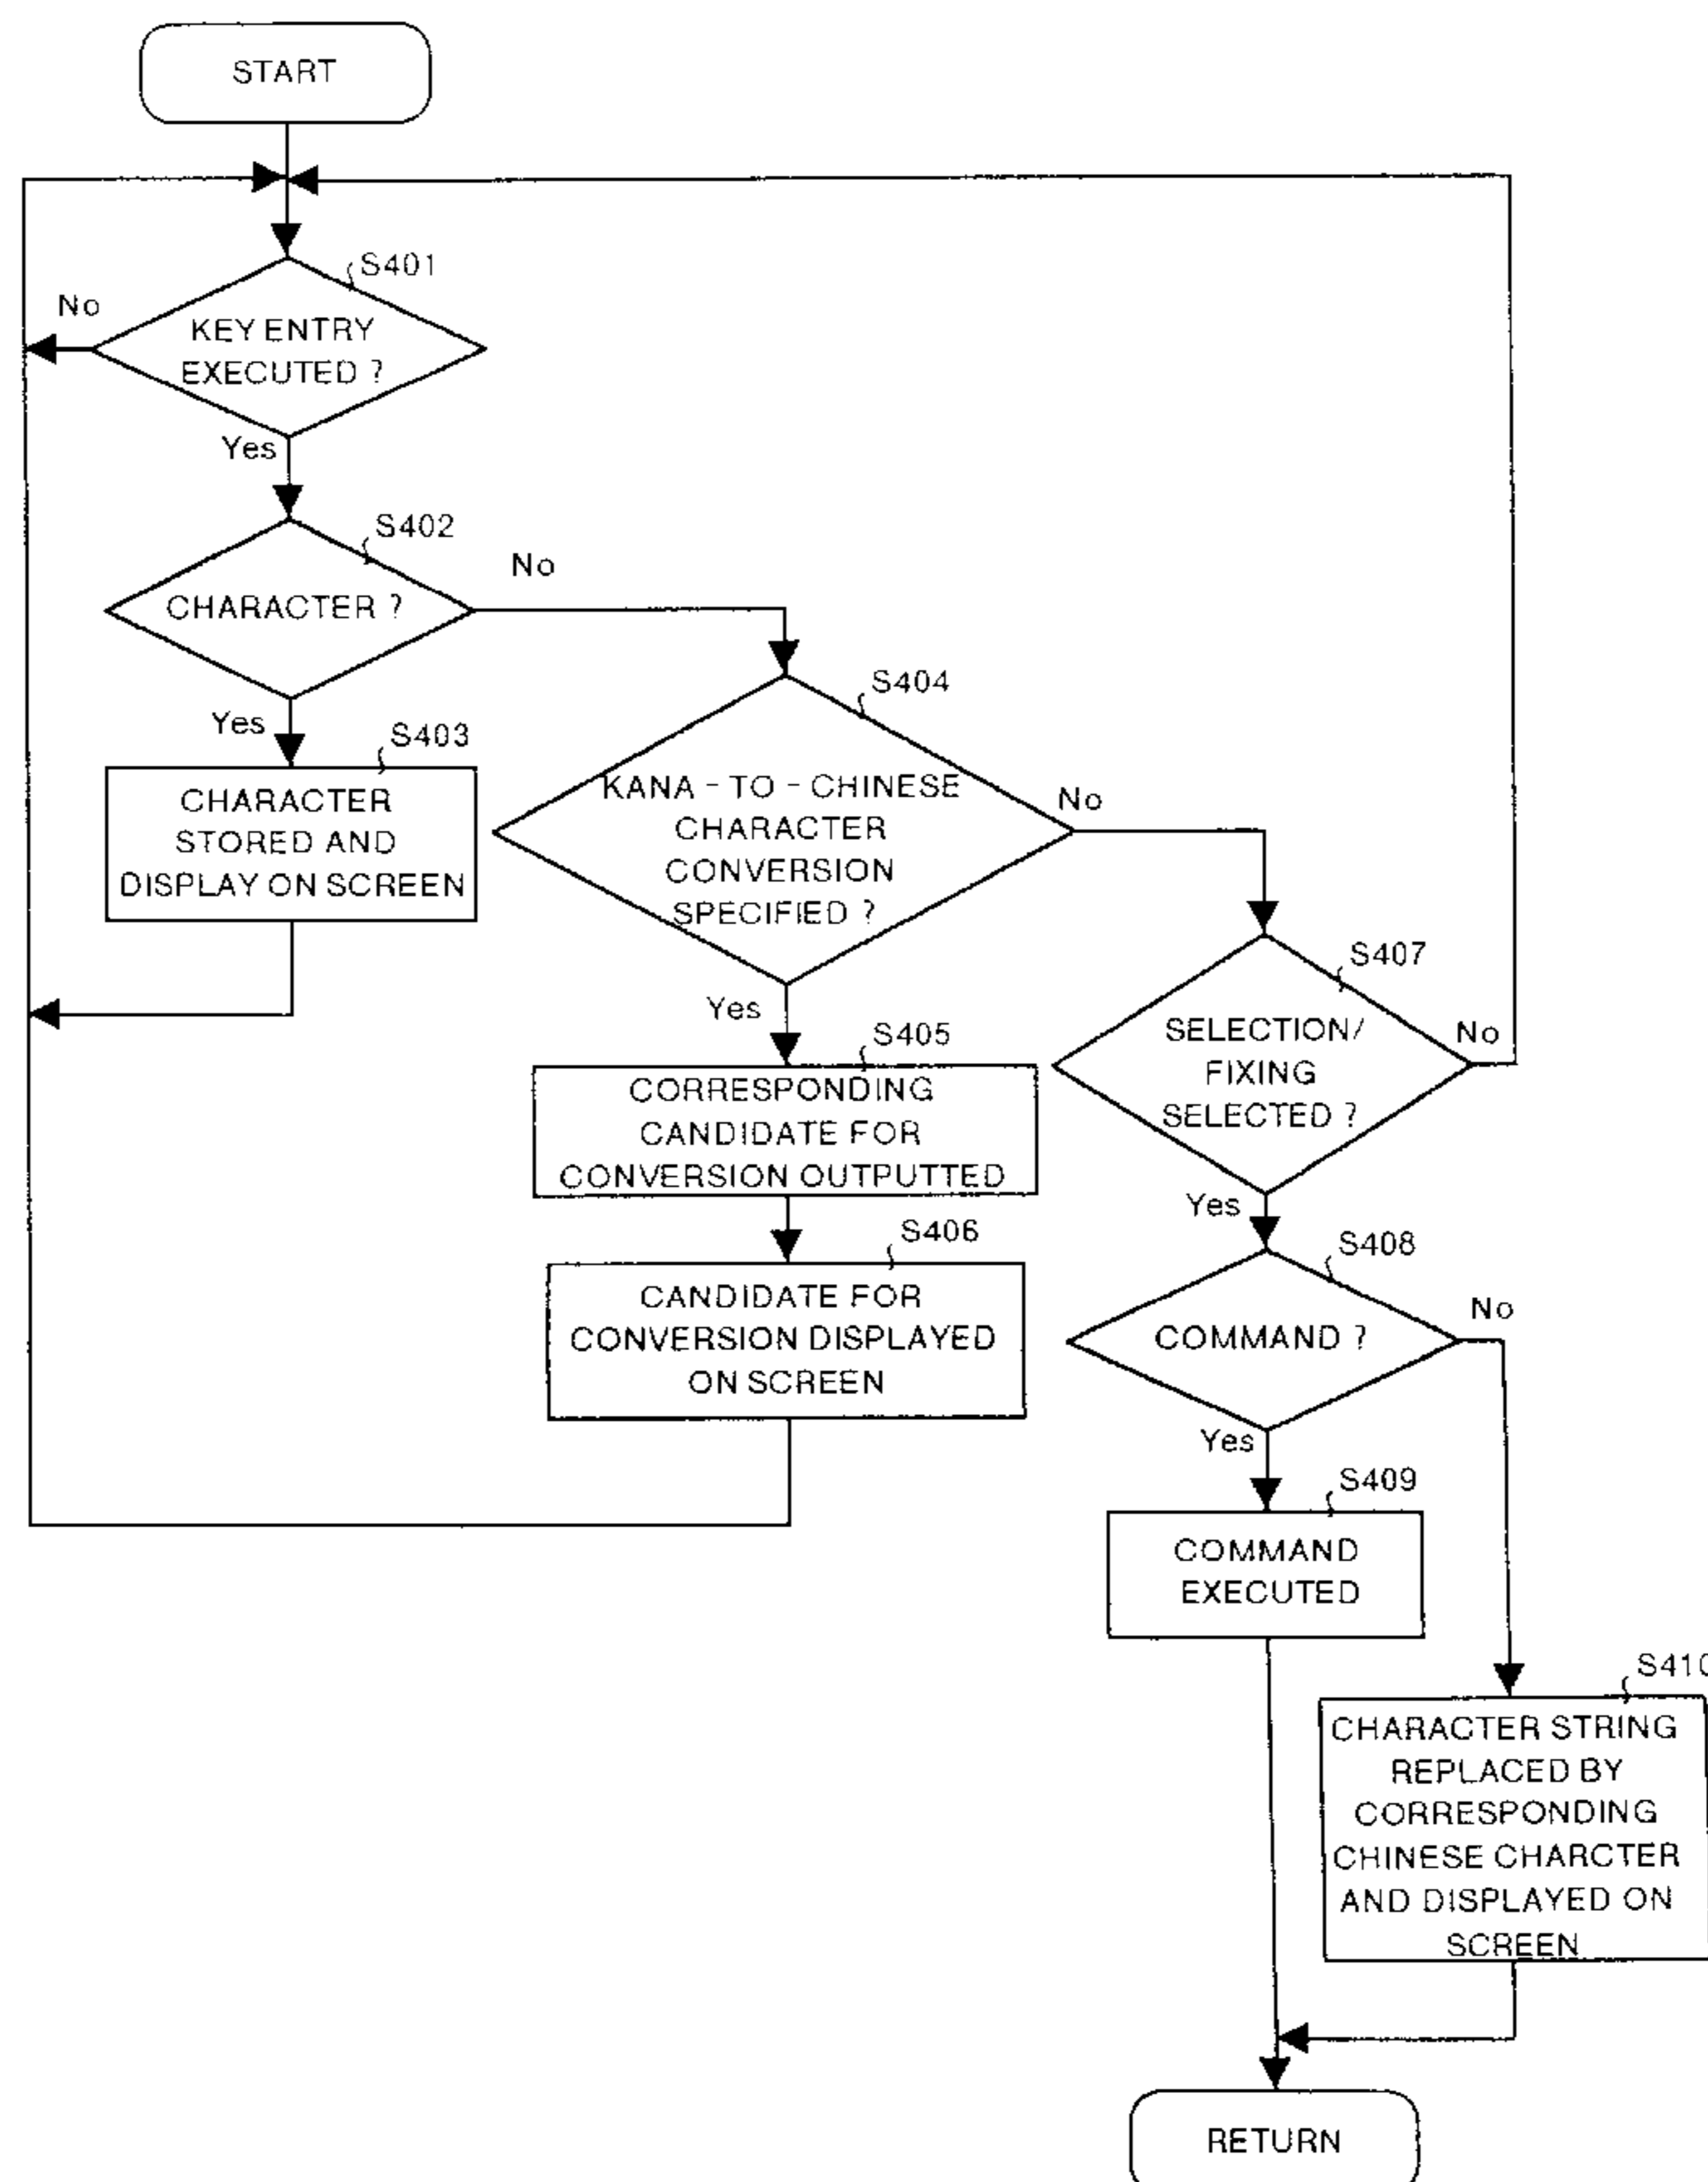 START
S401
No
KEY ENTRY
EXECUTED ?
Yes
S402
No
CHARACTER ?
Yes
S403
CHARACTER
STORED AND
DISPLAY ON SCREEN
S404
KANA - TO - CHINESE
CHARACTER
CONVERSION
SPECIFIED ?
No
Yes
S405
CORRESPONDING
CANDIDATE FOR
CONVERSION OUTPUTTED
S406
CANDIDATE FOR
CONVERSION DISPLAYED
ON SCREEN
S407
SELECTION/
FIXING
SELECTED ?
No
Yes
S408
COMMAND ?
No
Yes
S409
COMMAND
EXECUTED
S410
CHARACTER STRING
REPLACED BY
CORRESPONDING
CHINESE CHARCTER
AND DISPLAYED ON
SCREEN
RETURN